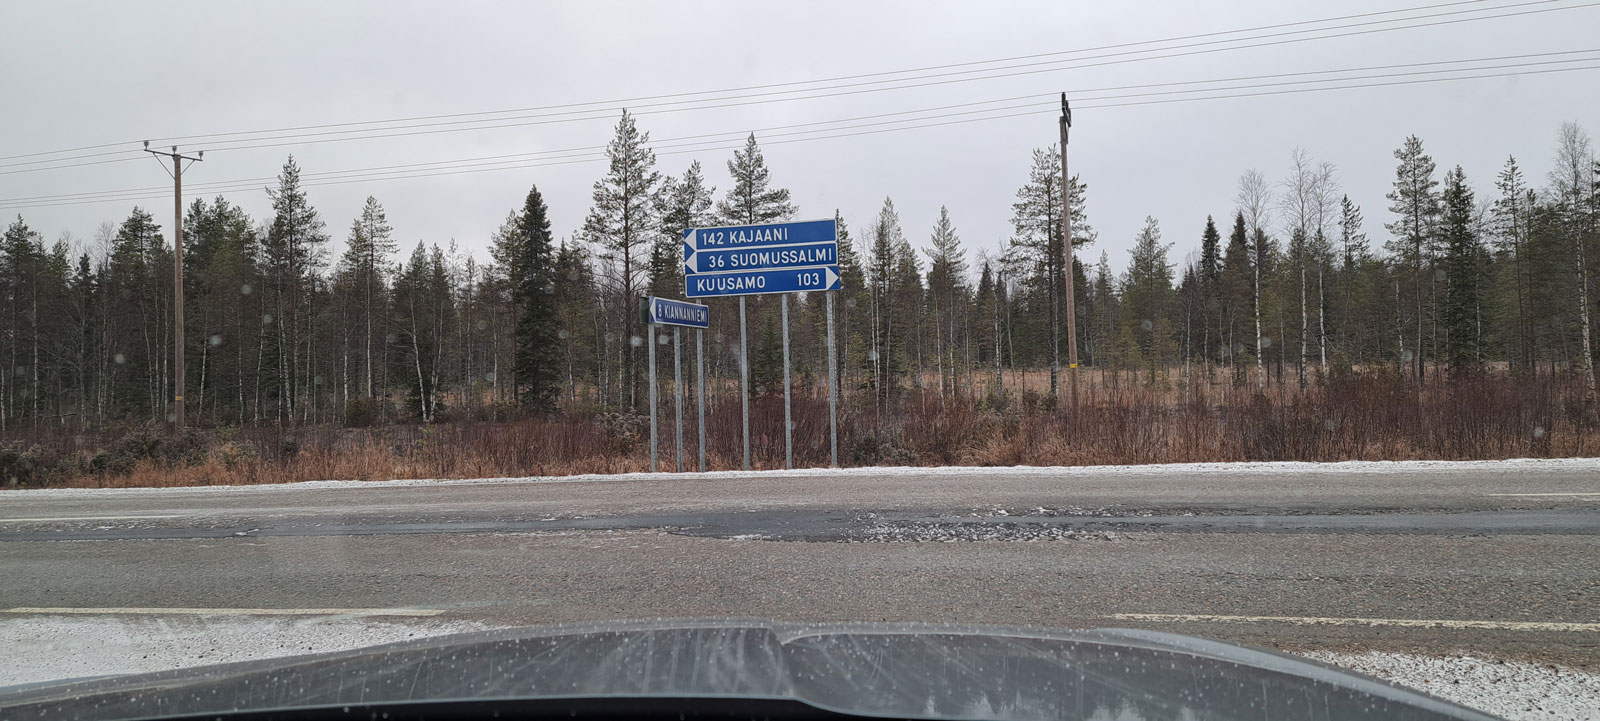 142 KAJAANI
36 SUOMUSSALMI
KUUSAMO 103
8 KIANNANNIEMI